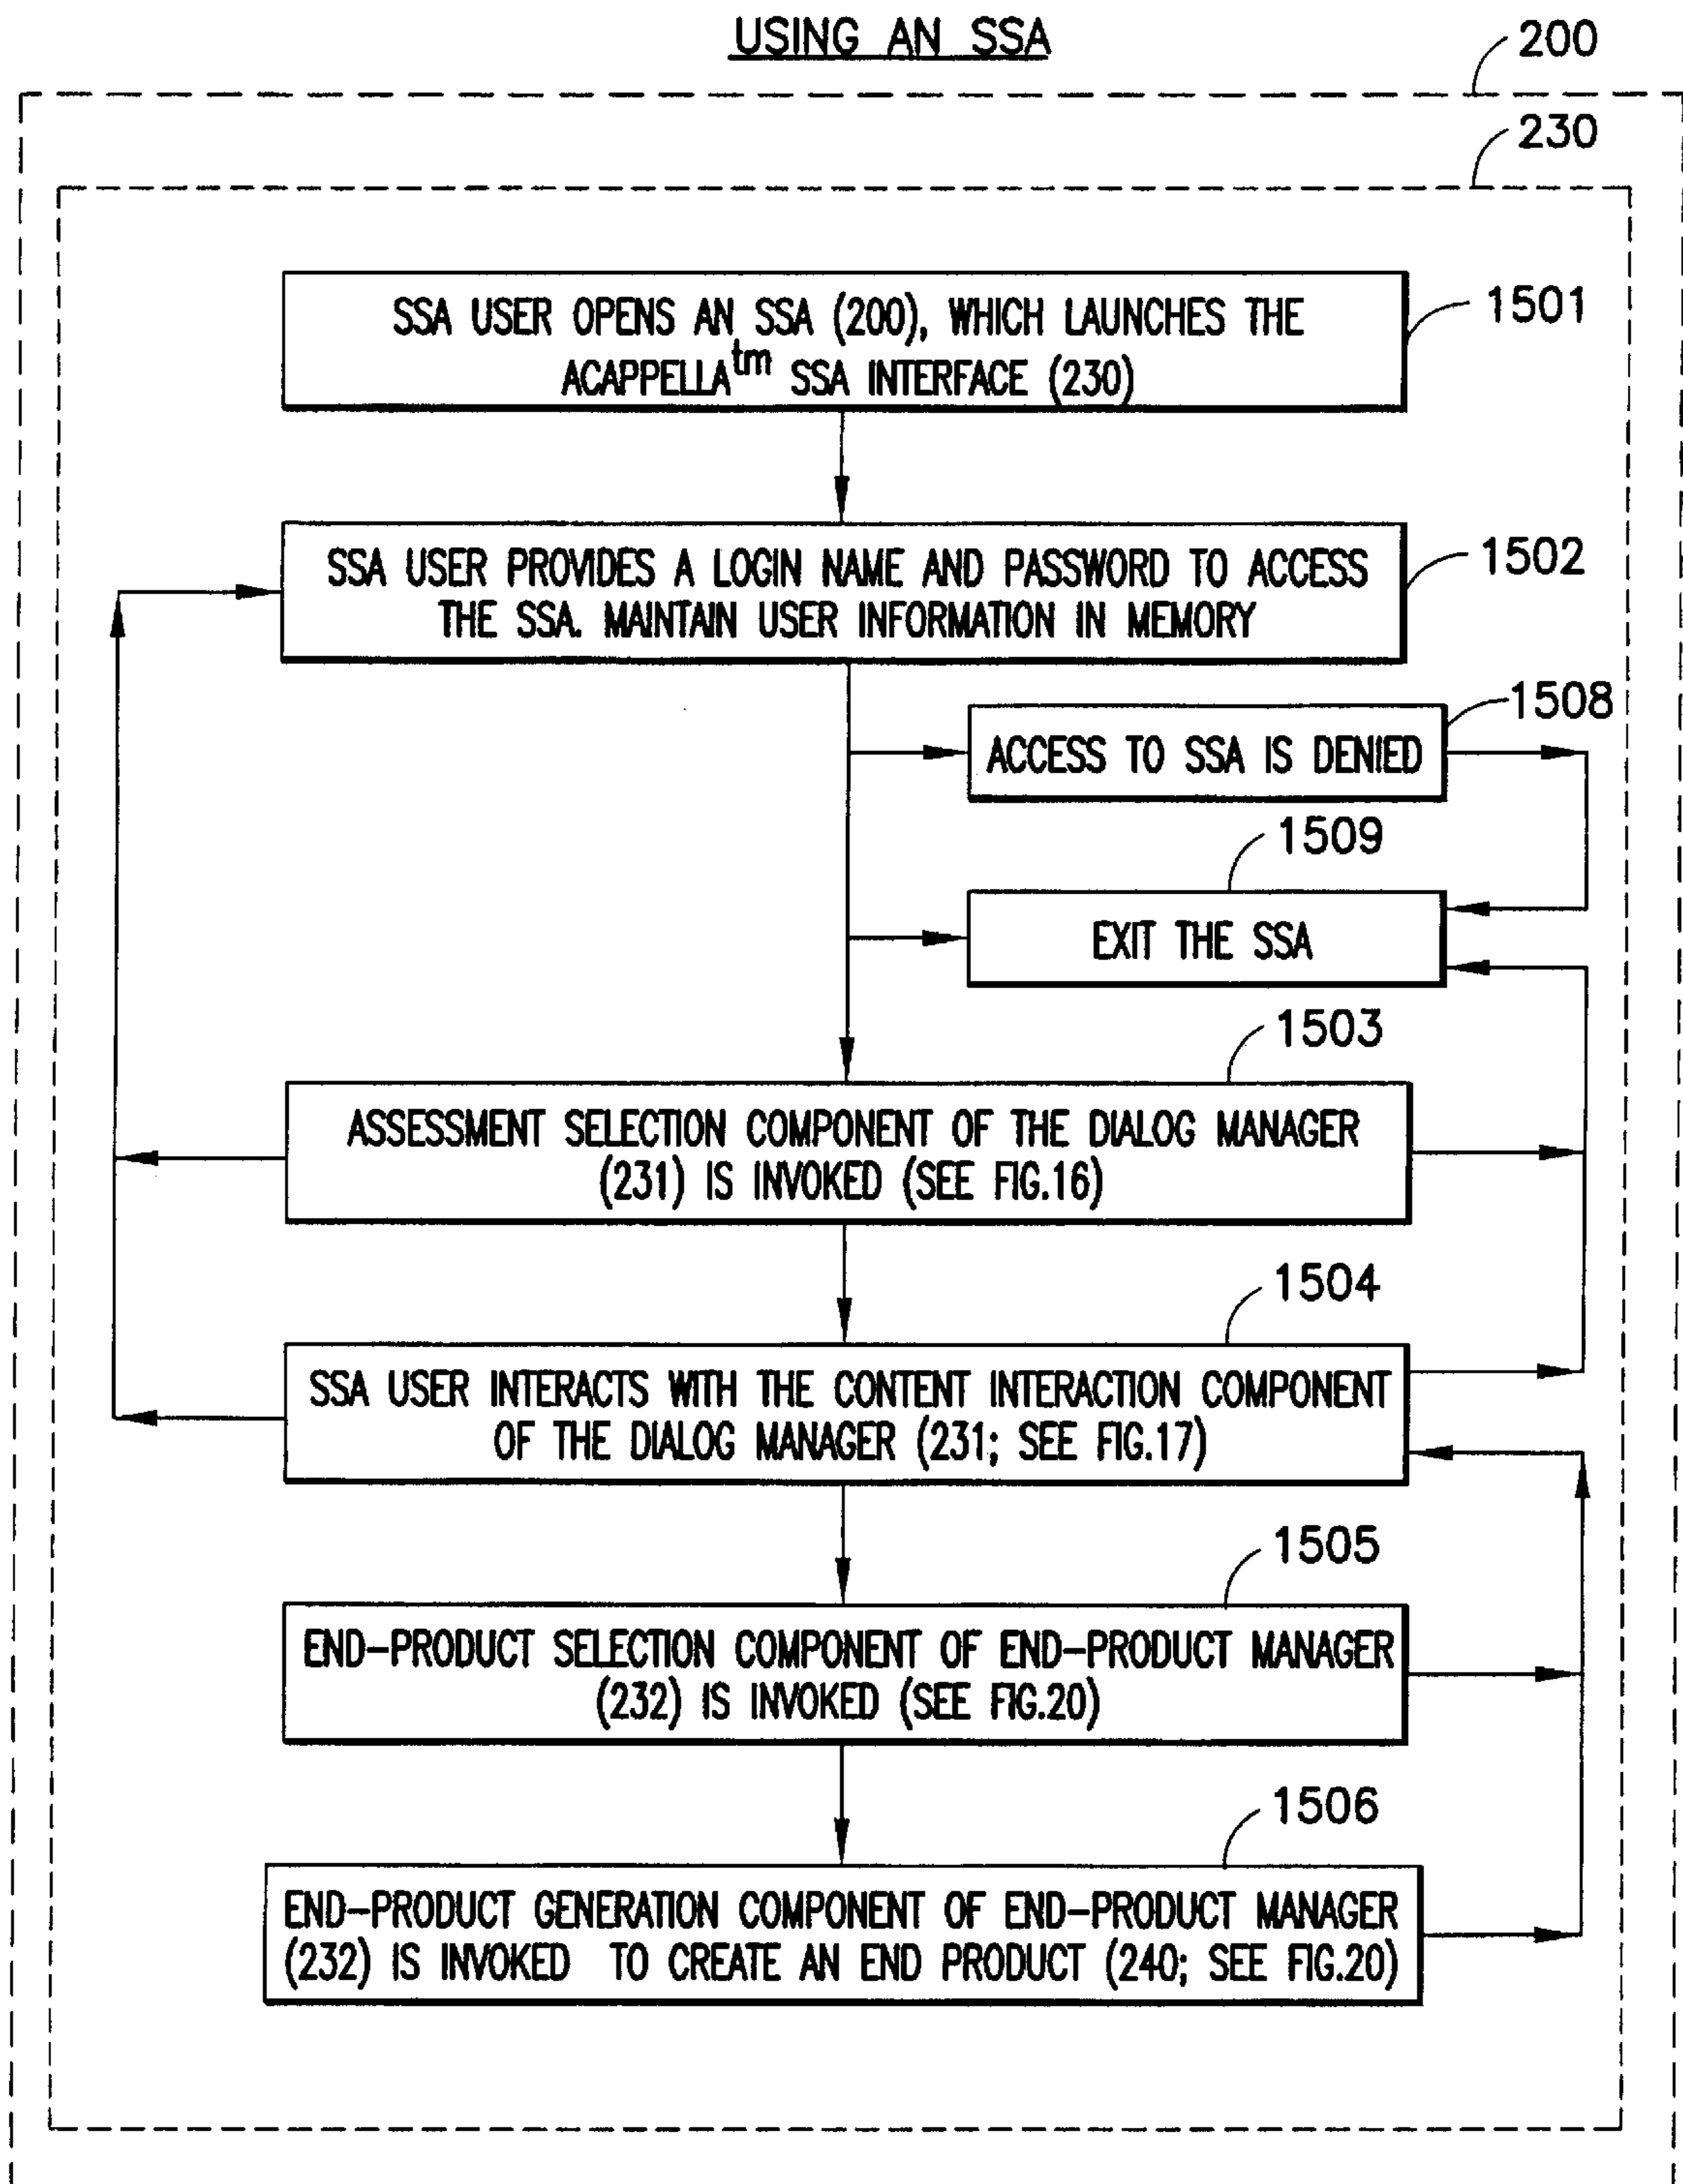 USING AN SSA
200
230
SSA USER OPENS AN SSA (200), WHICH LAUNCHES THE
ACAPPELLAtm SSA INTERFACE (230)
1501
SSA USER PROVIDES A LOGIN NAME AND PASSWORD TO ACCESS
THE SSA. MAINTAIN USER INFORMATION IN MEMORY
1502
1508
ACCESS TO SSA IS DENIED
1509
EXIT THE SSA
1503
ASSESSMENT SELECTION COMPONENT OF THE DIALOG MANAGER
(231) IS INVOKED (SEE FIG.16)
1504
SSA USER INTERACTS WITH THE CONTENT INTERACTION COMPONENT
OF THE DIALOG MANAGER (231; SEE FIG.17)
1505
END-PRODUCT SELECTION COMPONENT OF END-PRODUCT MANAGER
(232) IS INVOKED (SEE FIG.20)
1506
END-PRODUCT GENERATION COMPONENT OF END-PRODUCT MANAGER
(232) IS INVOKED TO CREATE AN END PRODUCT (240; SEE FIG.20)